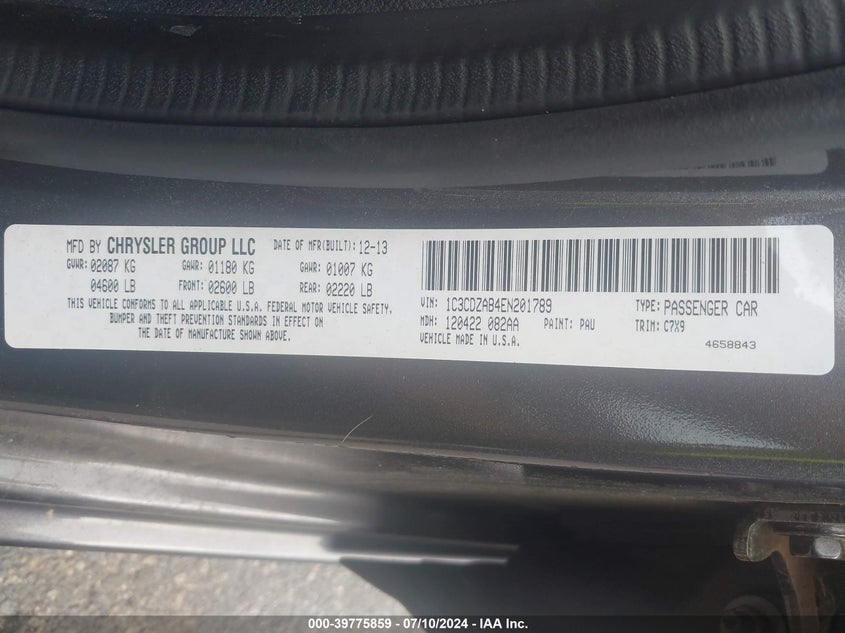 MFD BY CHRYSLER GROUP LLC DATE OF MFR(BUILT): 12-13
GVWR: 02087 KG GAWR: 01180 KG GAWR: 01007 KG
04600 LB FRONT: 02600 LB REAR: 02220 LB
THIS VEHICLE CONFORMS TO ALL APPLICABLE U.S.A. FEDERAL MOTOR VEHICLE SAFETY,
BUMPER AND THEFT PREVENTION STANDARDS IN EFFECT ON
THE DATE OF MANUFACTURE SHOWN ABOVE.
VIN: 1C3CDZAB4EN201789 TYPE: PASSENGER CAR
MDH: 120422 082AA PAINT: PAU TRIM: C7X9
VEHICLE MADE IN U.S.A. 4658843
000-39775859 - 07/10/2024 - IAA Inc.